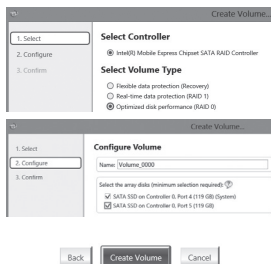 Create Volume...
1. Select
2. Configure
3. Confirm
Select Controller
Intel(R) Mobile Express Chipset SATA RAID Controller
Select Volume Type
Flexible data protection (Recovery)
Real-time data protection (RAID 1)
Optimized disk performance (RAID 0)
Create Volume...
1. Select
2. Configure
3. Confirm
Configure Volume
Name: Volume_0000
Select the array disks (minimum selection required):
SATA SSD on Controller 0, Port 4 (119 GB) (System)
SATA SSD on Controller 0, Port 5 (119 GB)
Back
Create Volume
Cancel